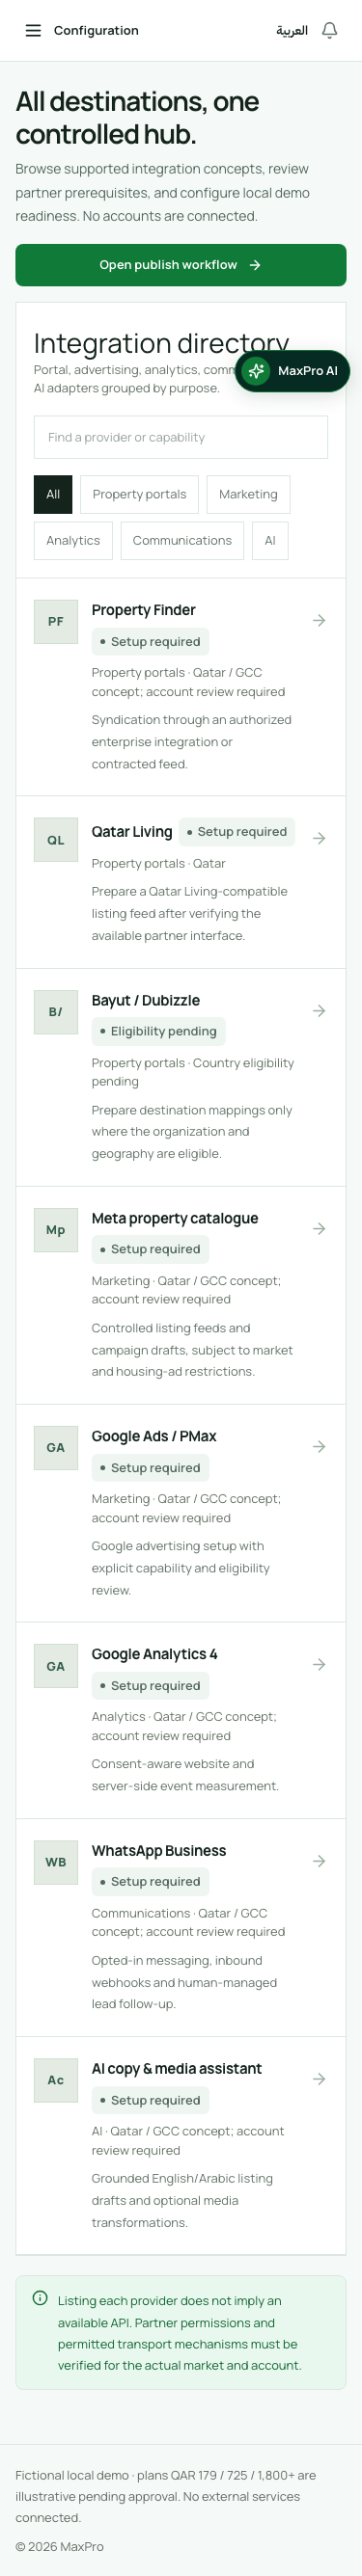 Configuration
العربية
All destinations, one
controlled hub.
Browse supported integration concepts, review
partner prerequisites, and configure local demo
readiness. No accounts are connected.
Open publish workflow
Integration directory
MaxPro AI
Portal, advertising, analytics,
AI adapters grouped by purpose.
Find a provider or capability
All
Property portals
Marketing
Analytics
Communications
AI
PF
Property Finder
Setup required
Property portals · Qatar / GCC
concept; account review required
Syndication through an authorized
enterprise integration or
contracted feed.
QL
Qatar Living
Setup required
Property portals · Qatar
Prepare a Qatar Living-compatible
listing feed after verifying the
available partner interface.
B/
Bayut / Dubizzle
Eligibility pending
Property portals · Country eligibility
pending
Prepare destination mappings only
where the organization and
geography are eligible.
Mp
Meta property catalogue
Setup required
Marketing · Qatar / GCC concept;
account review required
Controlled listing feeds and
campaign drafts, subject to market
and housing-ad restrictions.
GA
Google Ads / PMax
Setup required
Marketing · Qatar / GCC concept;
account review required
Google advertising setup with
explicit capability and eligibility
review.
GA
Google Analytics 4
Setup required
Analytics · Qatar / GCC concept;
account review required
Consent-aware website and
server-side event measurement.
WB
WhatsApp Business
Setup required
Communications · Qatar / GCC
concept; account review required
Opted-in messaging, inbound
webhooks and human-managed
lead follow-up.
Ac
AI copy & media assistant
Setup required
AI · Qatar / GCC concept; account
review required
Grounded English/Arabic listing
drafts and optional media
transformations.
Listing each provider does not imply an
available API. Partner permissions and
permitted transport mechanisms must be
verified for the actual market and account.
Fictional local demo · plans QAR 179 / 725 / 1,800+ are
illustrative pending approval. No external services
connected.
© 2026 MaxPro